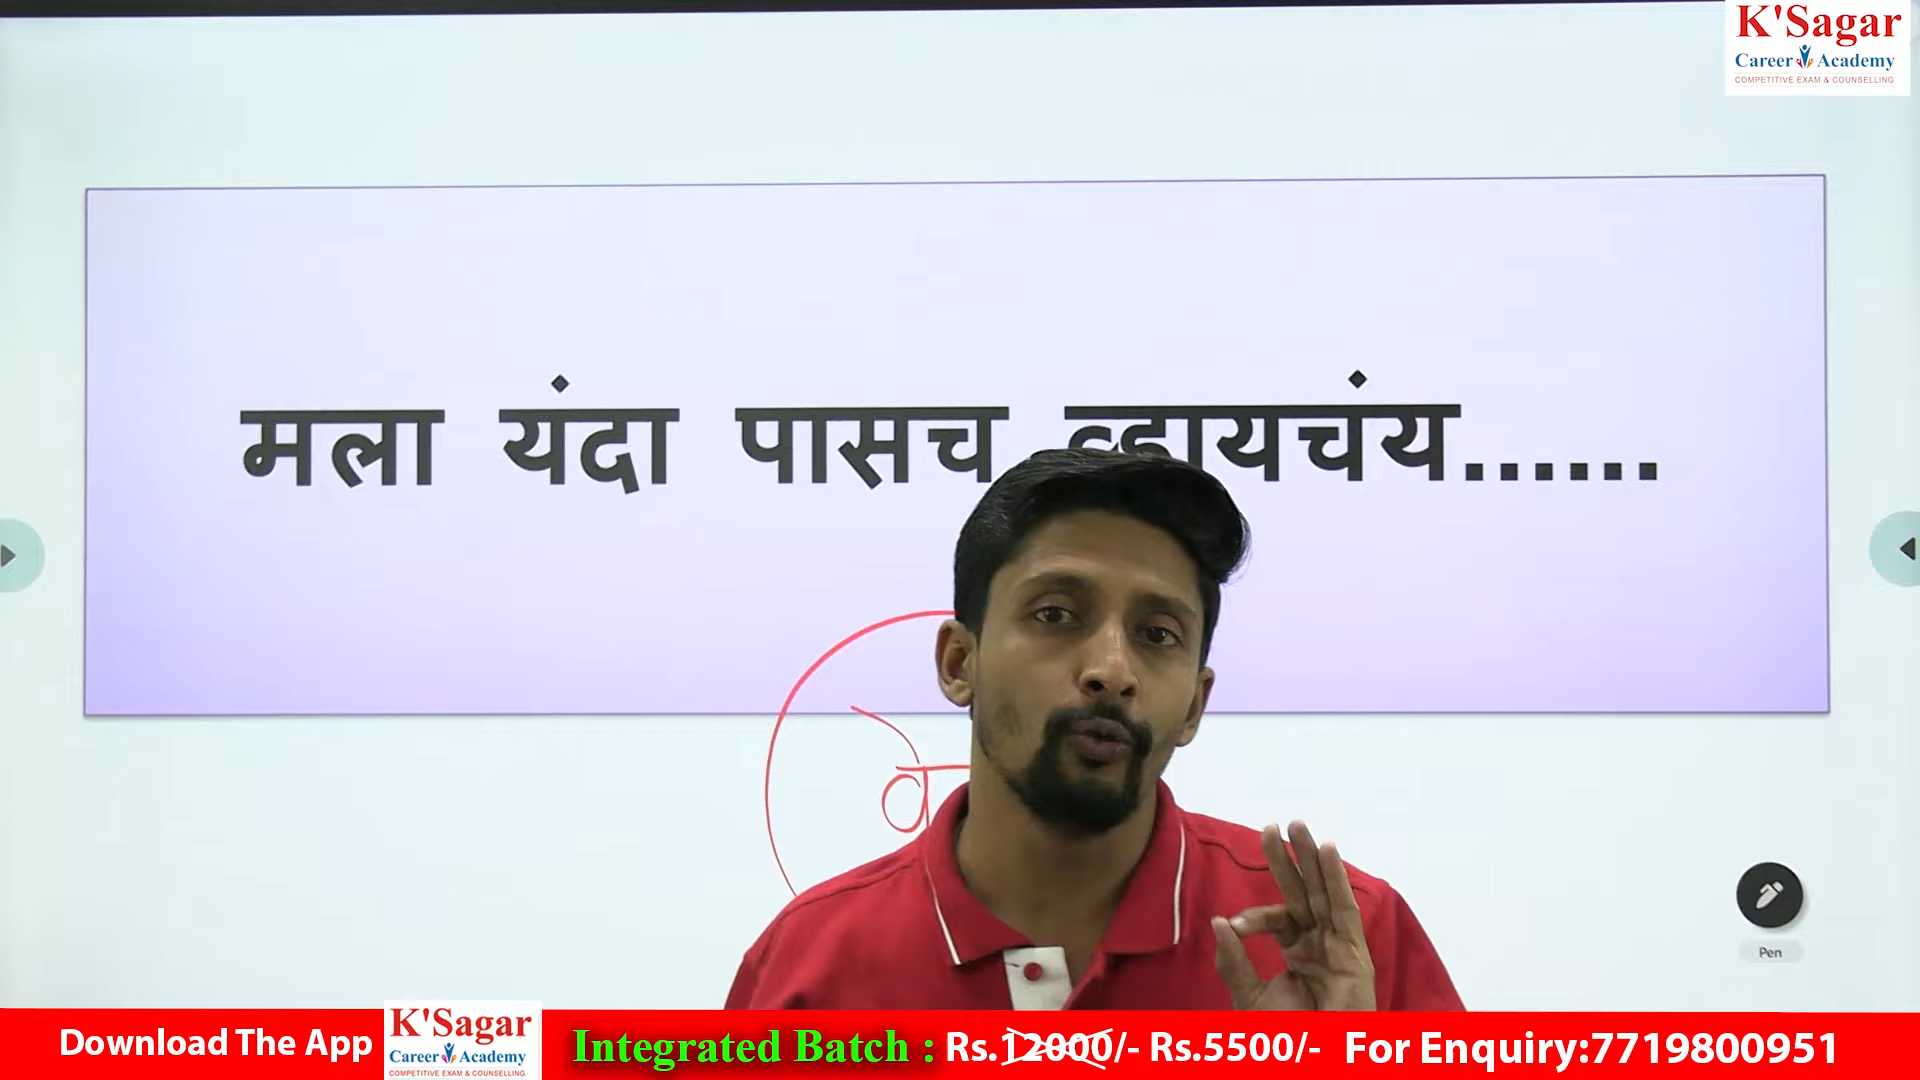 K'Sagar
Career Academy
COMPETITIVE EXAM & COUNSELLING
मला यंदा पासच व्हायचंय......
Pen
Download The App
K'Sagar
Career Academy
COMPETITIVE EXAM & COUNSELLING
Integrated Batch : Rs.12000/- Rs.5500/- For Enquiry:7719800951